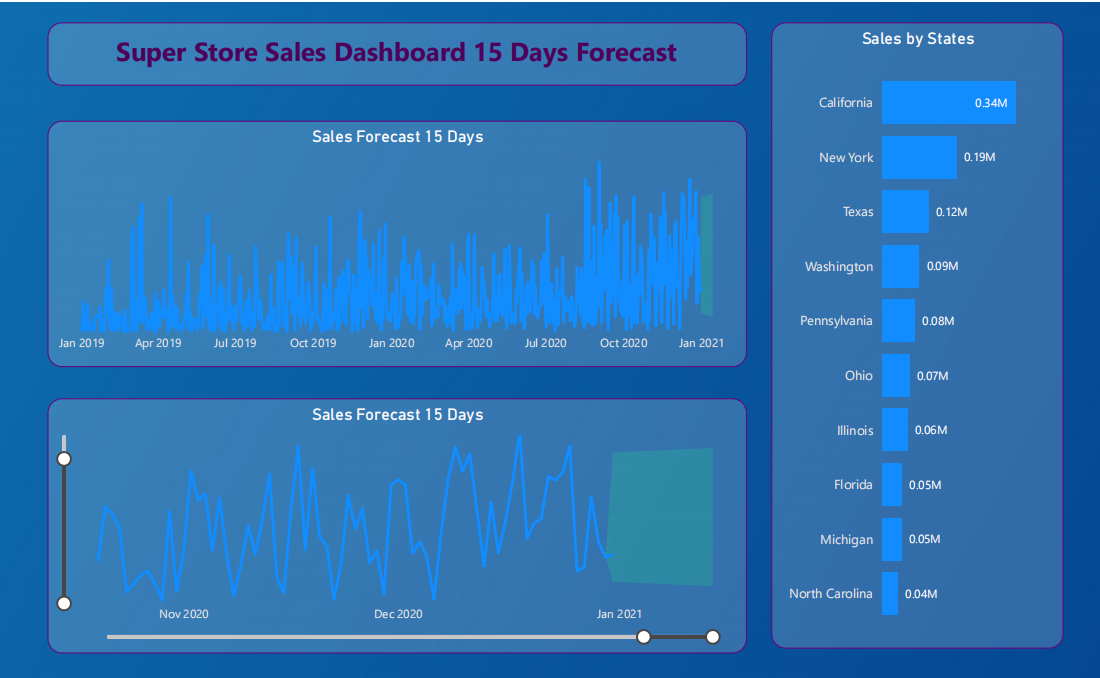 Super Store Sales Dashboard 15 Days Forecast
Sales Forecast 15 Days
Jan 2019 Apr 2019 Jul 2019 Oct 2019 Jan 2020 Apr 2020 Jul 2020 Oct 2020 Jan 2021
Sales Forecast 15 Days
Nov 2020 Dec 2020 Jan 2021
Sales by States
California 0.34M
New York 0.19M
Texas 0.12M
Washington 0.09M
Pennsylvania 0.08M
Ohio 0.07M
Illinois 0.06M
Florida 0.05M
Michigan 0.05M
North Carolina 0.04M